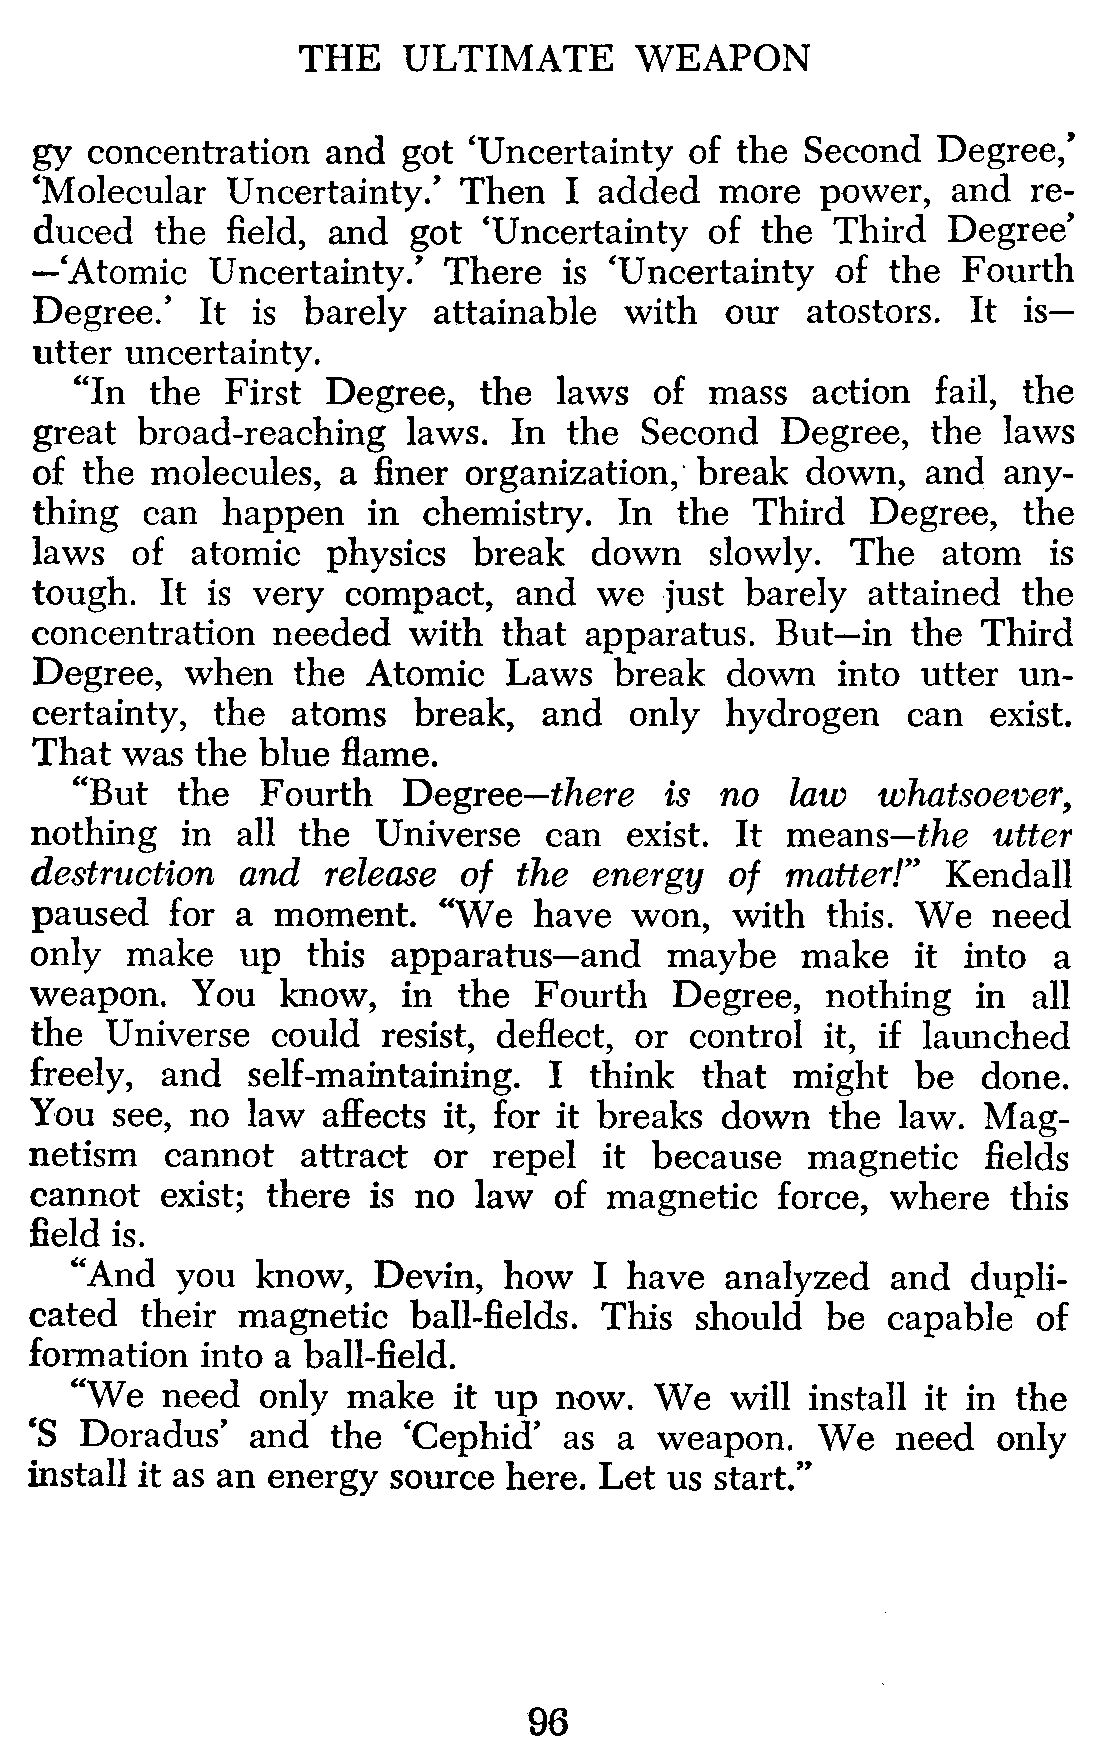 THE ULTIMATE WEAPON
gy concentration and got ‘Uncertainty of the Second Degree,’
‘Molecular Uncertainty.’ Then I added more power, and re-
duced the field, and got ‘Uncertainty of the Third Degree’
—‘Atomic Uncertainty.’ There is ‘Uncertainty of the Fourth
Degree.’ It is barely attainable with our atostors. It is—
utter uncertainty.
“In the First Degree, the laws of mass action fail, the
great broad-reaching laws. In the Second Degree, the laws
of the molecules, a finer organization, break down, and any-
thing can happen in chemistry. In the Third Degree, the
laws of atomic physics break down slowly. The atom is
tough. It is very compact, and we just barely attained the
concentration needed with that apparatus. But—in the Third
Degree, when the Atomic Laws break down into utter un-
certainty, the atoms break, and only hydrogen can exist.
That was the blue flame.
“But the Fourth Degree—there is no law whatsoever,
nothing in all the Universe can exist. It means—the utter
destruction and release of the energy of matter!” Kendall
paused for a moment. “We have won, with this. We need
only make up this apparatus—and maybe make it into a
weapon. You know, in the Fourth Degree, nothing in all
the Universe could resist, deflect, or control it, if launched
freely, and self-maintaining. I think that might be done.
You see, no law affects it, for it breaks down the law. Mag-
netism cannot attract or repel it because magnetic fields
cannot exist; there is no law of magnetic force, where this
field is.
“And you know, Devin, how I have analyzed and dupli-
cated their magnetic ball-fields. This should be capable of
formation into a ball-field.
“We need only make it up now. We will install it in the
‘S Doradus’ and the ‘Cephid’ as a weapon. We need only
install it as an energy source here. Let us start.”
96